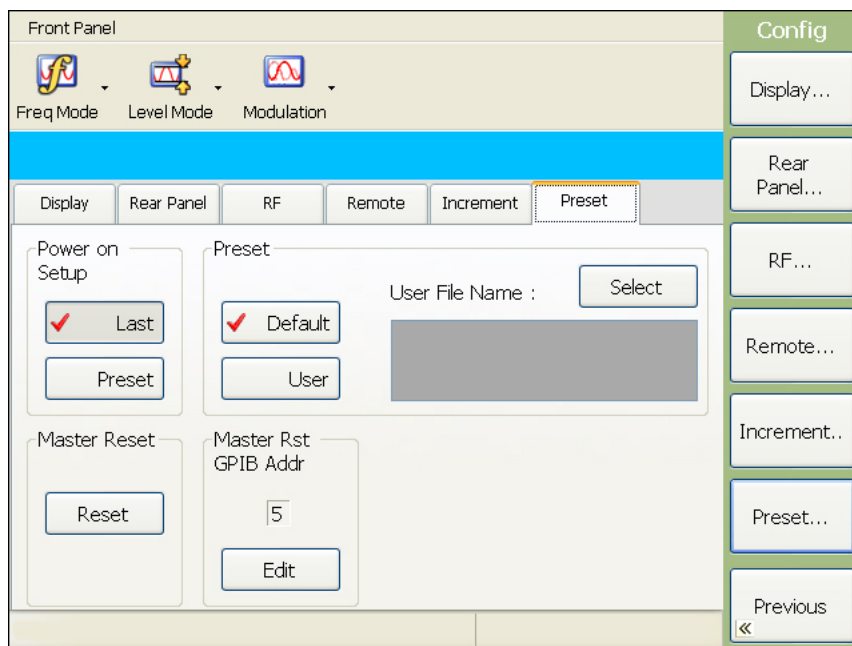 Front Panel
Freq Mode
Level Mode
Modulation
Display
Rear Panel
RF
Remote
Increment
Preset
Power on
Setup
Last
Preset
Preset
Default
User
User File Name :
Select
Master Reset
Reset
Master Rst
GPIB Addr
5
Edit
Config
Display...
Rear
Panel...
RF...
Remote...
Increment..
Preset...
Previous
«